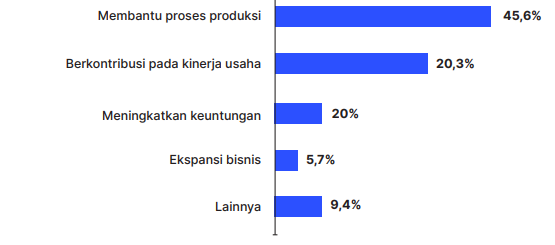 Membantu proses produksi 45,6%
Berkontribusi pada kinerja usaha 20,3%
Meningkatkan keuntungan 20%
Ekspansi bisnis 5,7%
Lainnya 9,4%